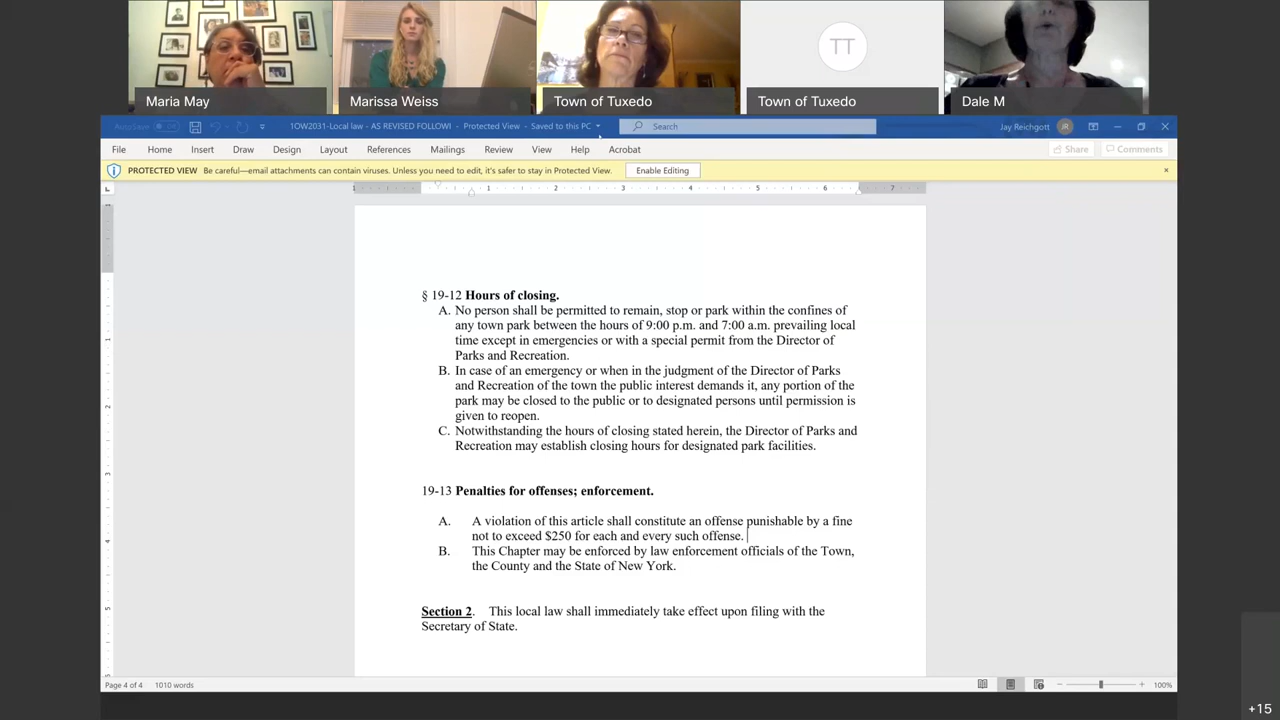 Maria May
Marissa Weiss
Town of Tuxedo
TT
Town of Tuxedo
Dale M
AutoSave
1OW2031-Local law - AS REVISED FOLLOWI - Protected View - Saved to this PC
Search
Jay Reichgott JR
File Home Insert Draw Design Layout References Mailings Review View Help Acrobat
Share Comments
PROTECTED VIEW Be careful—email attachments can contain viruses. Unless you need to edit, it's safer to stay in Protected View. Enable Editing
1 1 2 3 4 5 6 7
§ 19-12 Hours of closing.
A. No person shall be permitted to remain, stop or park within the confines of
any town park between the hours of 9:00 p.m. and 7:00 a.m. prevailing local
time except in emergencies or with a special permit from the Director of
Parks and Recreation.
B. In case of an emergency or when in the judgment of the Director of Parks
and Recreation of the town the public interest demands it, any portion of the
park may be closed to the public or to designated persons until permission is
given to reopen.
C. Notwithstanding the hours of closing stated herein, the Director of Parks and
Recreation may establish closing hours for designated park facilities.
19-13 Penalties for offenses; enforcement.
A. A violation of this article shall constitute an offense punishable by a fine
not to exceed $250 for each and every such offense.
B. This Chapter may be enforced by law enforcement officials of the Town,
the County and the State of New York.
Section 2. This local law shall immediately take effect upon filing with the
Secretary of State.
Page 4 of 4 1010 words
100%
+15